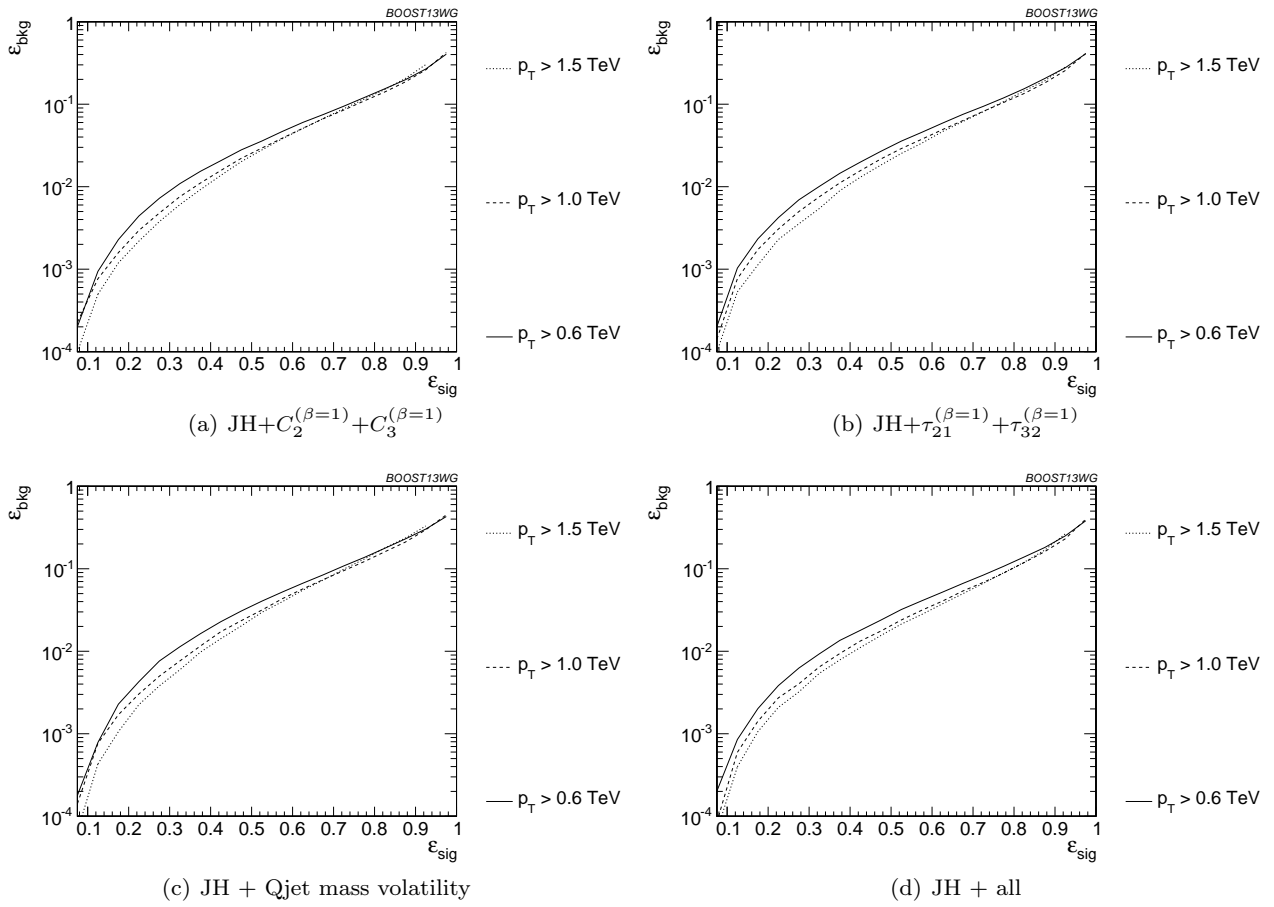 BOOST13WG
ε_bkg
1
10^-1
10^-2
10^-3
10^-4
0.1 0.2 0.3 0.4 0.5 0.6 0.7 0.8 0.9 1
ε_sig
p_T > 1.5 TeV
p_T > 1.0 TeV
p_T > 0.6 TeV
(a) JH+C_2^(β=1)+C_3^(β=1)
BOOST13WG
ε_bkg
1
10^-1
10^-2
10^-3
10^-4
0.1 0.2 0.3 0.4 0.5 0.6 0.7 0.8 0.9 1
ε_sig
p_T > 1.5 TeV
p_T > 1.0 TeV
p_T > 0.6 TeV
(b) JH+τ_21^(β=1)+τ_32^(β=1)
BOOST13WG
ε_bkg
1
10^-1
10^-2
10^-3
10^-4
0.1 0.2 0.3 0.4 0.5 0.6 0.7 0.8 0.9 1
ε_sig
p_T > 1.5 TeV
p_T > 1.0 TeV
p_T > 0.6 TeV
(c) JH + Qjet mass volatility
BOOST13WG
ε_bkg
1
10^-1
10^-2
10^-3
10^-4
0.1 0.2 0.3 0.4 0.5 0.6 0.7 0.8 0.9 1
ε_sig
p_T > 1.5 TeV
p_T > 1.0 TeV
p_T > 0.6 TeV
(d) JH + all